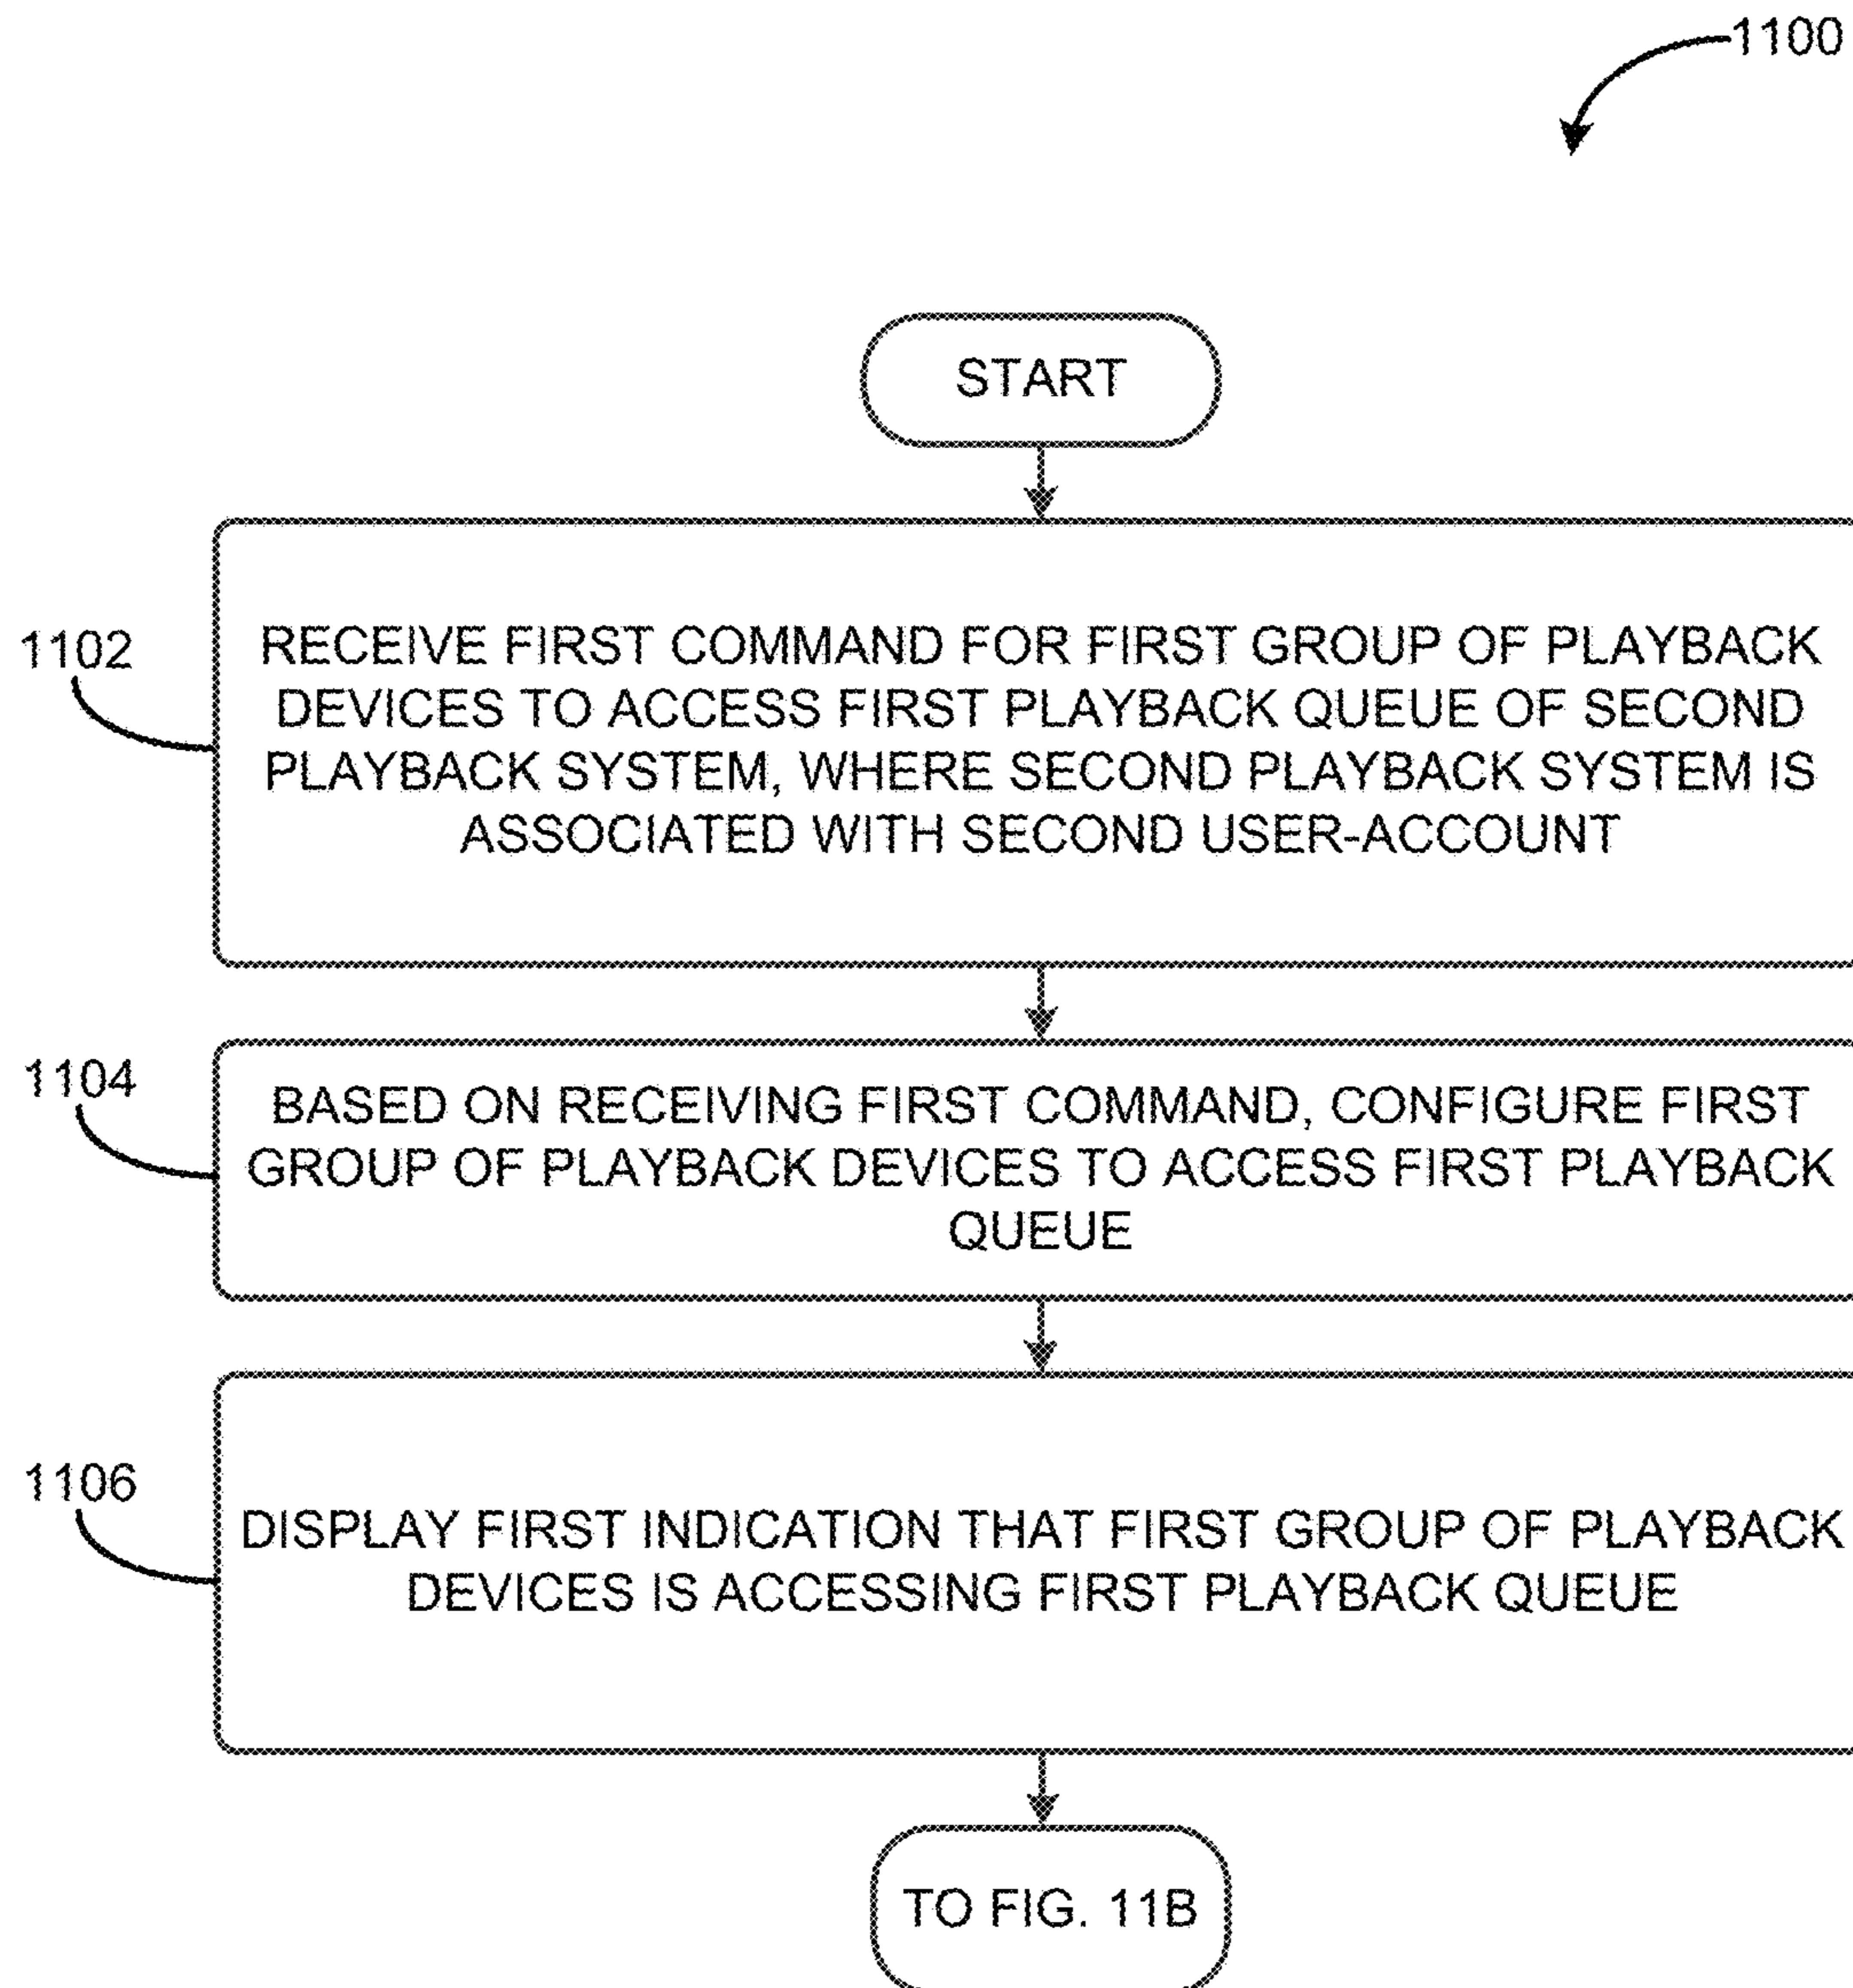 1100
START
1102
RECEIVE FIRST COMMAND FOR FIRST GROUP OF PLAYBACK
DEVICES TO ACCESS FIRST PLAYBACK QUEUE OF SECOND
PLAYBACK SYSTEM, WHERE SECOND PLAYBACK SYSTEM IS
ASSOCIATED WITH SECOND USER-ACCOUNT
1104
BASED ON RECEIVING FIRST COMMAND, CONFIGURE FIRST
GROUP OF PLAYBACK DEVICES TO ACCESS FIRST PLAYBACK
QUEUE
1106
DISPLAY FIRST INDICATION THAT FIRST GROUP OF PLAYBACK
DEVICES IS ACCESSING FIRST PLAYBACK QUEUE
TO FIG. 11B